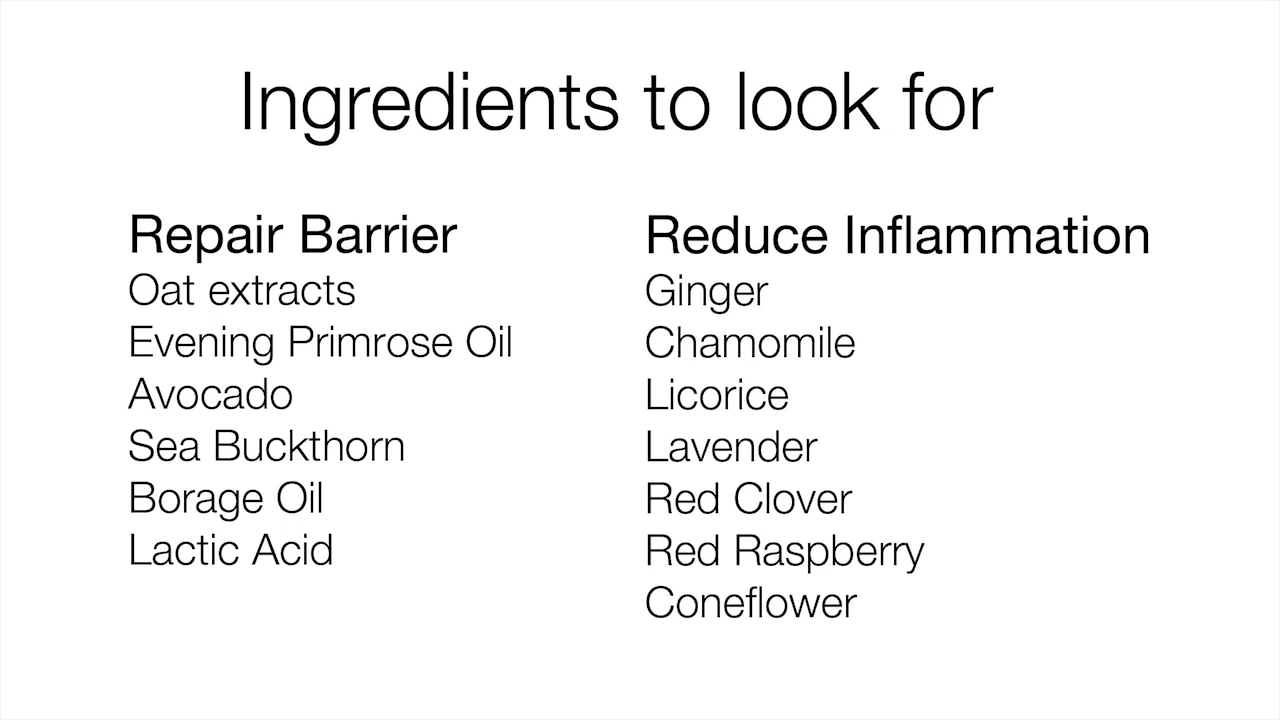 Ingredients to look for
Repair Barrier
Oat extracts
Evening Primrose Oil
Avocado
Sea Buckthorn
Borage Oil
Lactic Acid
Reduce Inflammation
Ginger
Chamomile
Licorice
Lavender
Red Clover
Red Raspberry
Coneflower